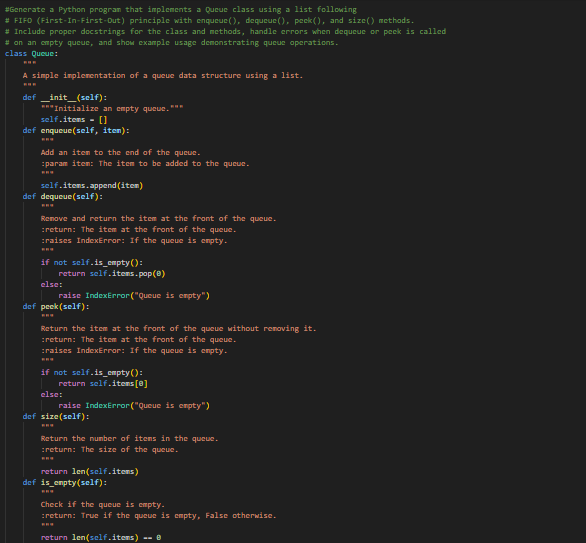 #Generate a Python program that implements a Queue class using a list following
# FIFO (First-In-First-Out) principle with enqueue(), dequeue(), peek(), and size() methods.
# Include proper docstrings for the class and methods, handle errors when dequeue or peek is called
# on an empty queue, and show example usage demonstrating queue operations.
class Queue:
    """
    A simple implementation of a queue data structure using a list.
    """
    def __init__(self):
        """Initialize an empty queue."""
        self.items = []
    def enqueue(self, item):
        """
        Add an item to the end of the queue.
        :param item: The item to be added to the queue.
        """
        self.items.append(item)
    def dequeue(self):
        """
        Remove and return the item at the front of the queue.
        :return: The item at the front of the queue.
        :raises IndexError: If the queue is empty.
        """
        if not self.is_empty():
            return self.items.pop(0)
        else:
            raise IndexError("Queue is empty")
    def peek(self):
        """
        Return the item at the front of the queue without removing it.
        :return: The item at the front of the queue.
        :raises IndexError: If the queue is empty.
        """
        if not self.is_empty():
            return self.items[0]
        else:
            raise IndexError("Queue is empty")
    def size(self):
        """
        Return the number of items in the queue.
        :return: The size of the queue.
        """
        return len(self.items)
    def is_empty(self):
        """
        Check if the queue is empty.
        :return: True if the queue is empty, False otherwise.
        """
        return len(self.items) == 0